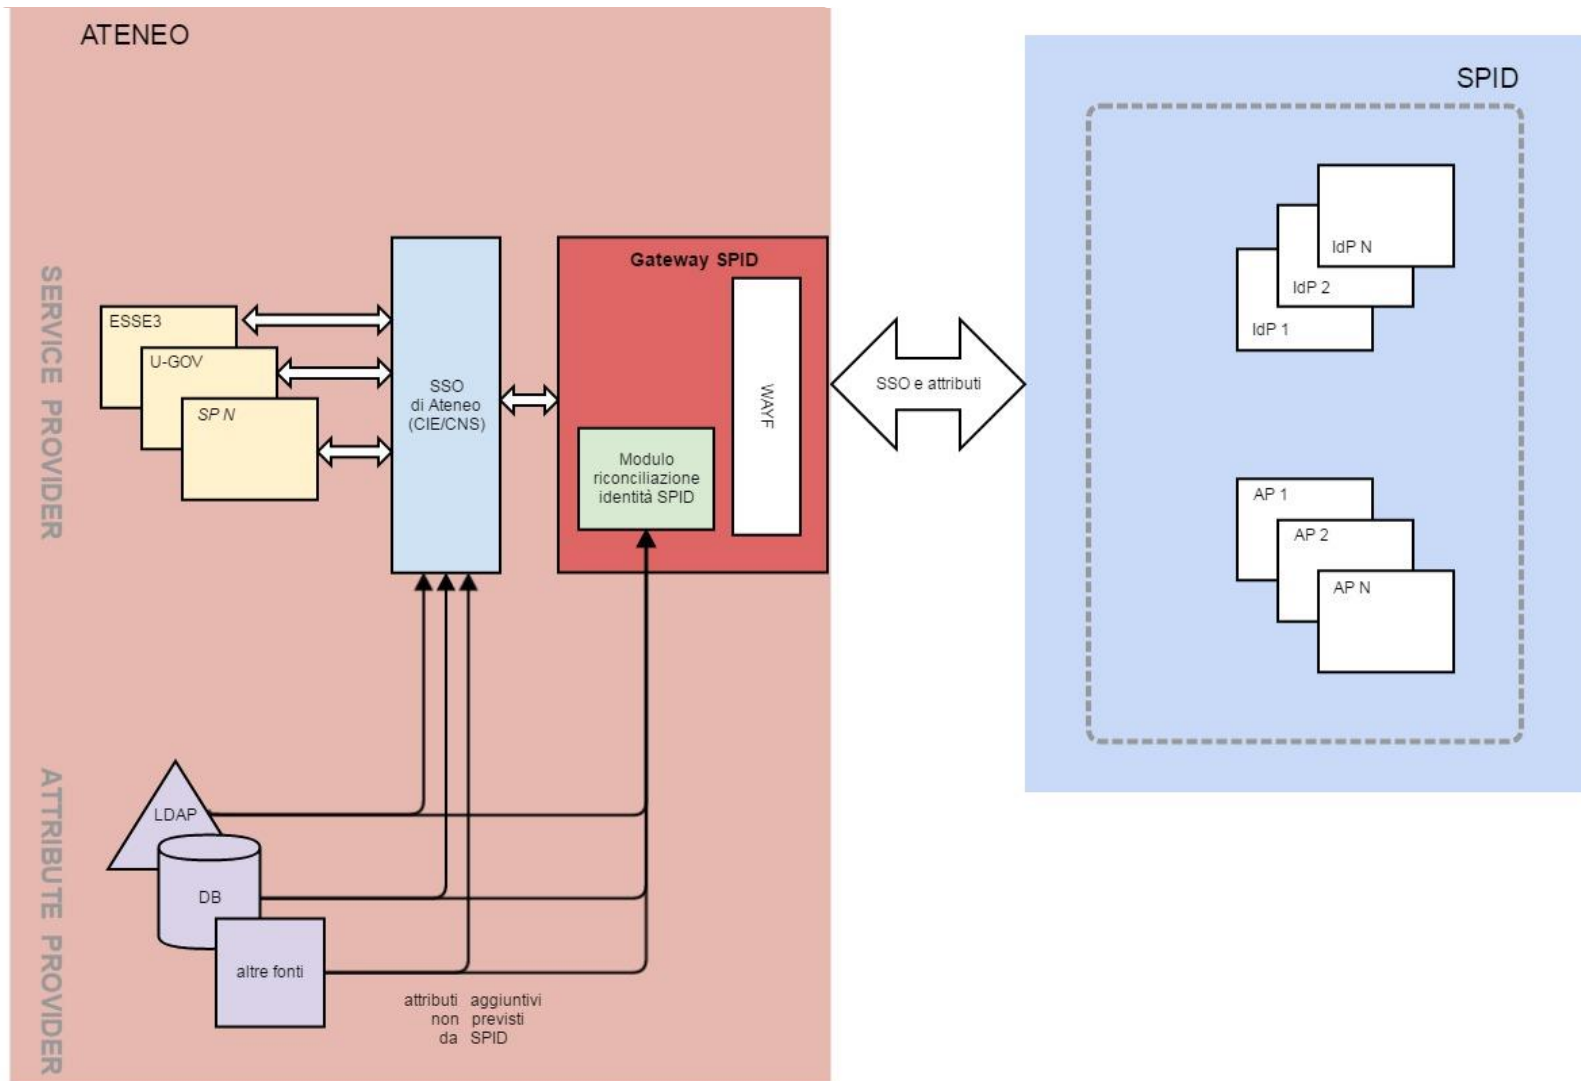 ATENEO
SPID
SERVICE PROVIDER
ESSE3
U-GOV
SP N
SSO
di Ateneo
(CIE/CNS)
Gateway SPID
WAYF
Modulo
riconciliazione
identità SPID
SSO e attributi
IdP N
IdP 2
IdP 1
AP 1
AP 2
AP N
ATTRIBUTE PROVIDER
LDAP
DB
altre fonti
attributi aggiuntivi
non previsti
da SPID